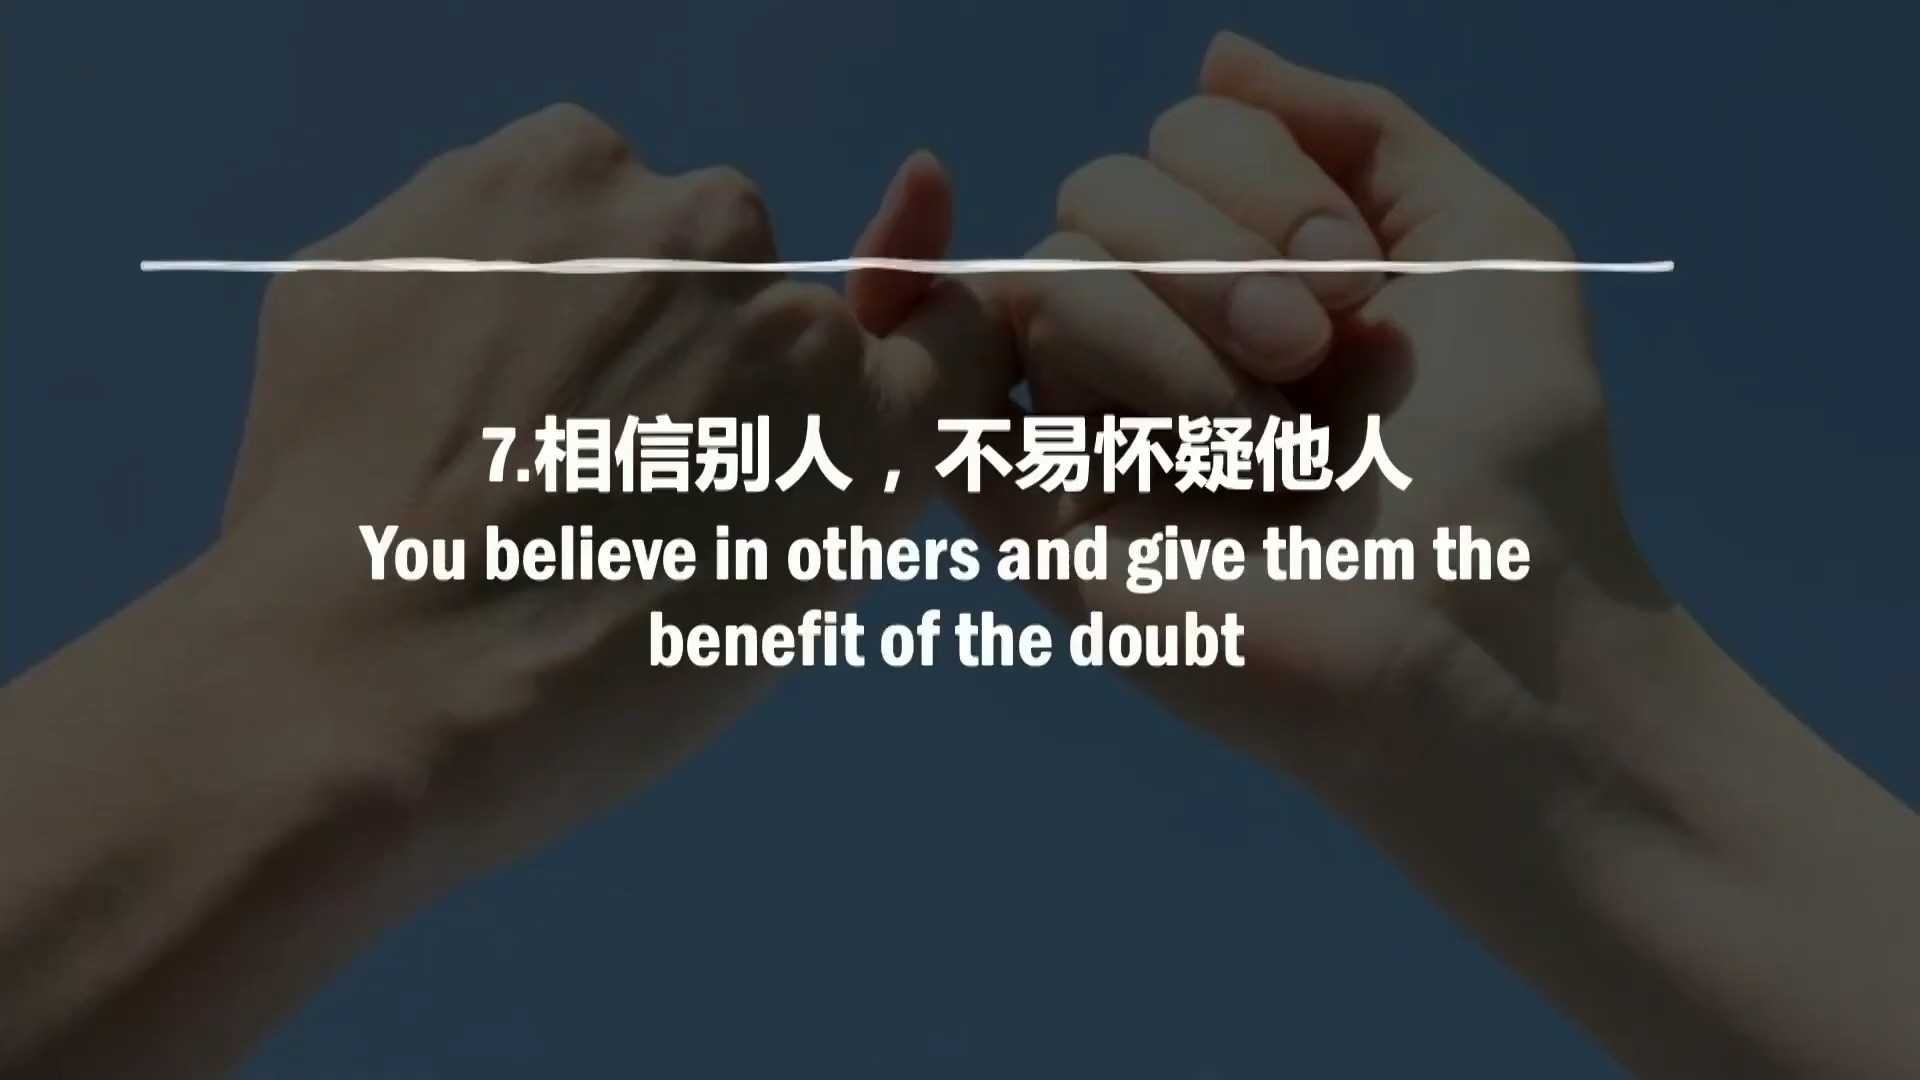 7.相信别人，不易怀疑他人
You believe in others and give them the
benefit of the doubt